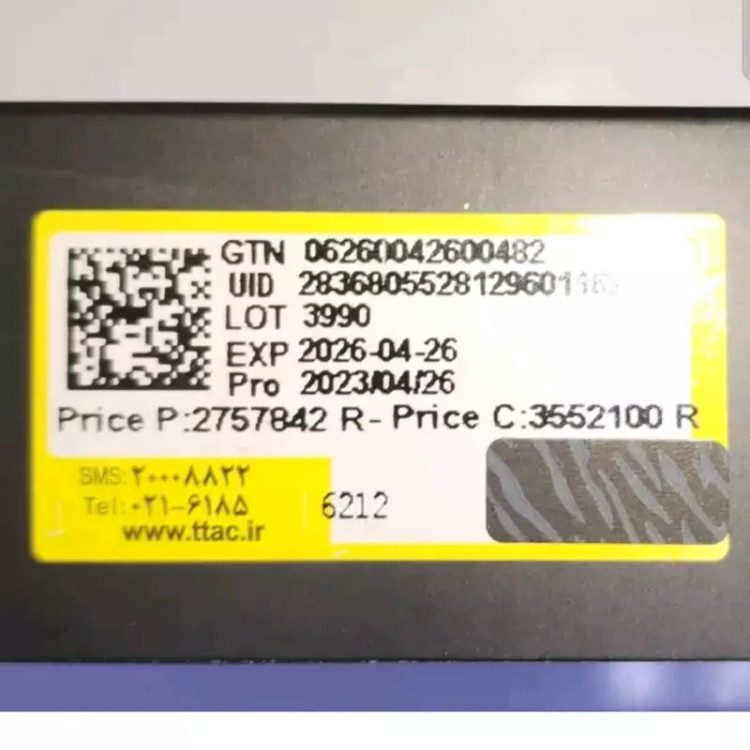 GTN 06260042600482
UID
LOT 3990
EXP 2026-04-26
Pro 2023/04/26
Price P:2757842 R- Price C:3552100 R
SMS:۲۰۰۰۸۸۲۲
Tel:۰۲۱-۶۱۸۵
www.ttac.ir
6212